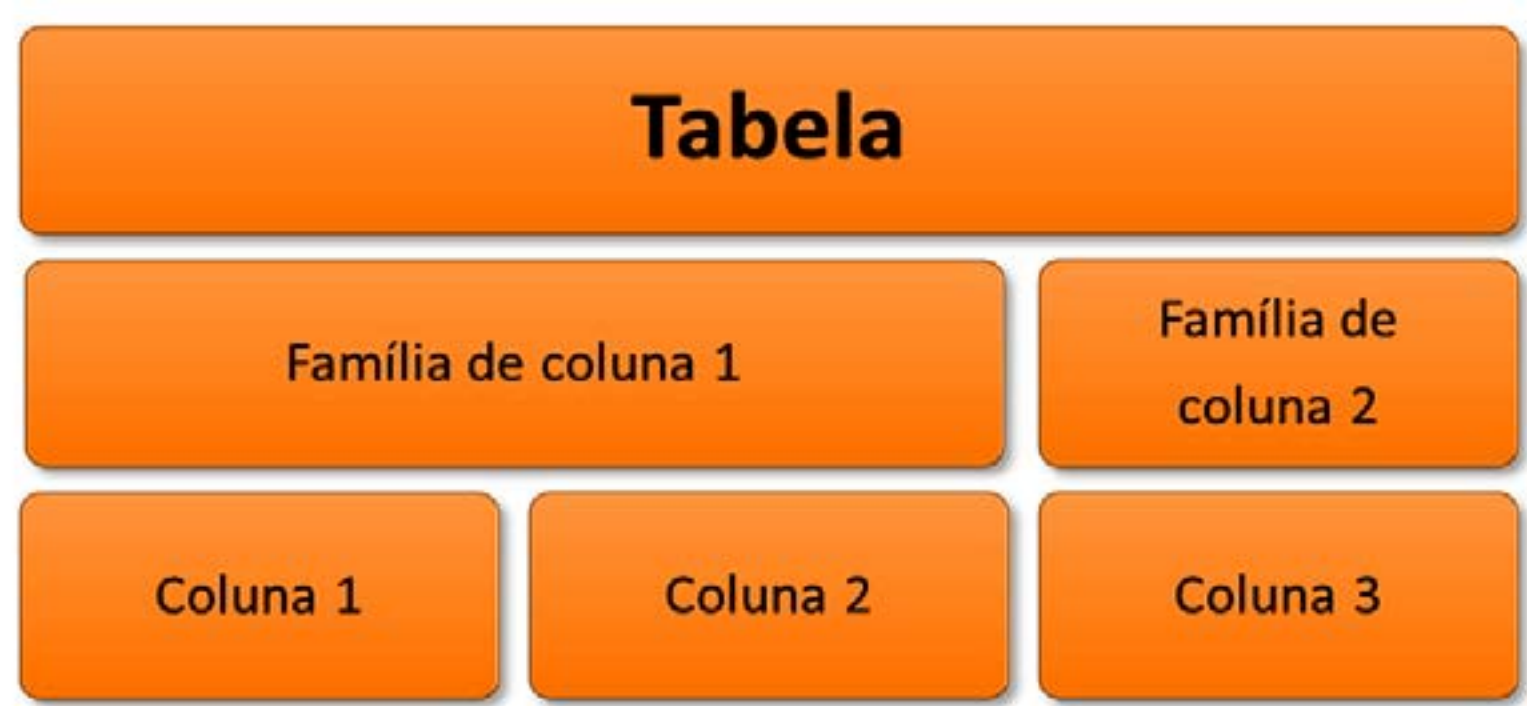 Tabela
Família de coluna 1
Família de
coluna 2
Coluna 1
Coluna 2
Coluna 3